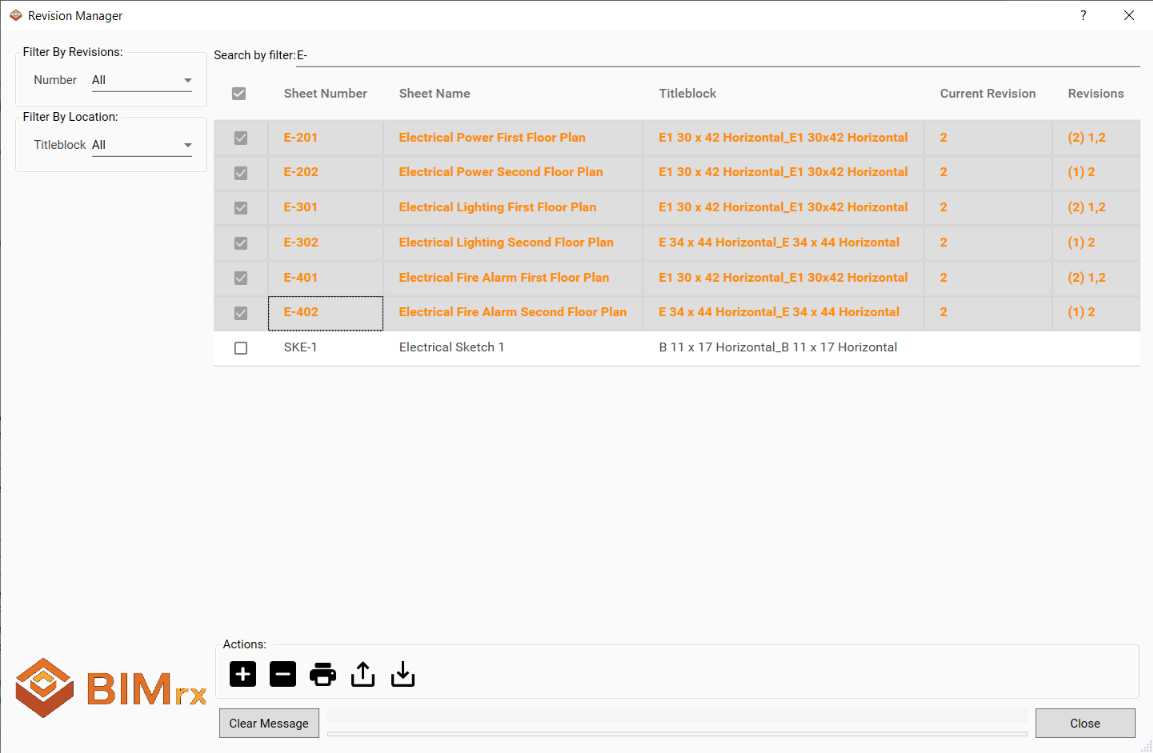 Revision Manager ?
Filter By Revisions:
Number All
Filter By Location:
Titleblock All
Search by filter: E-
Sheet Number Sheet Name Titleblock Current Revision Revisions
E-201 Electrical Power First Floor Plan E1 30 x 42 Horizontal_E1 30x42 Horizontal 2 (2) 1,2
E-202 Electrical Power Second Floor Plan E1 30 x 42 Horizontal_E1 30x42 Horizontal 2 (1) 2
E-301 Electrical Lighting First Floor Plan E1 30 x 42 Horizontal_E1 30x42 Horizontal 2 (2) 1,2
E-302 Electrical Lighting Second Floor Plan E 34 x 44 Horizontal_E 34 x 44 Horizontal 2 (1) 2
E-401 Electrical Fire Alarm First Floor Plan E1 30 x 42 Horizontal_E1 30x42 Horizontal 2 (2) 1,2
E-402 Electrical Fire Alarm Second Floor Plan E 34 x 44 Horizontal_E 34 x 44 Horizontal 2 (1) 2
SKE-1 Electrical Sketch 1 B 11 x 17 Horizontal_B 11 x 17 Horizontal
Actions:
BIMrx
Clear Message Close